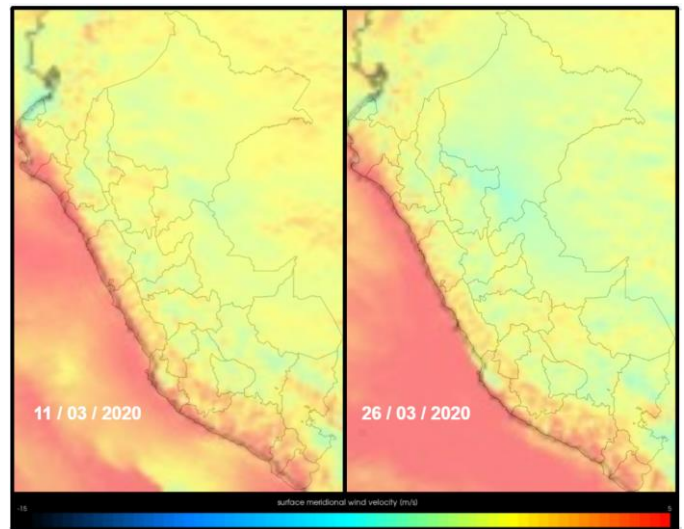 11 / 03 / 2020
26 / 03 / 2020
surface meridional wind velocity (m/s)
-15
5